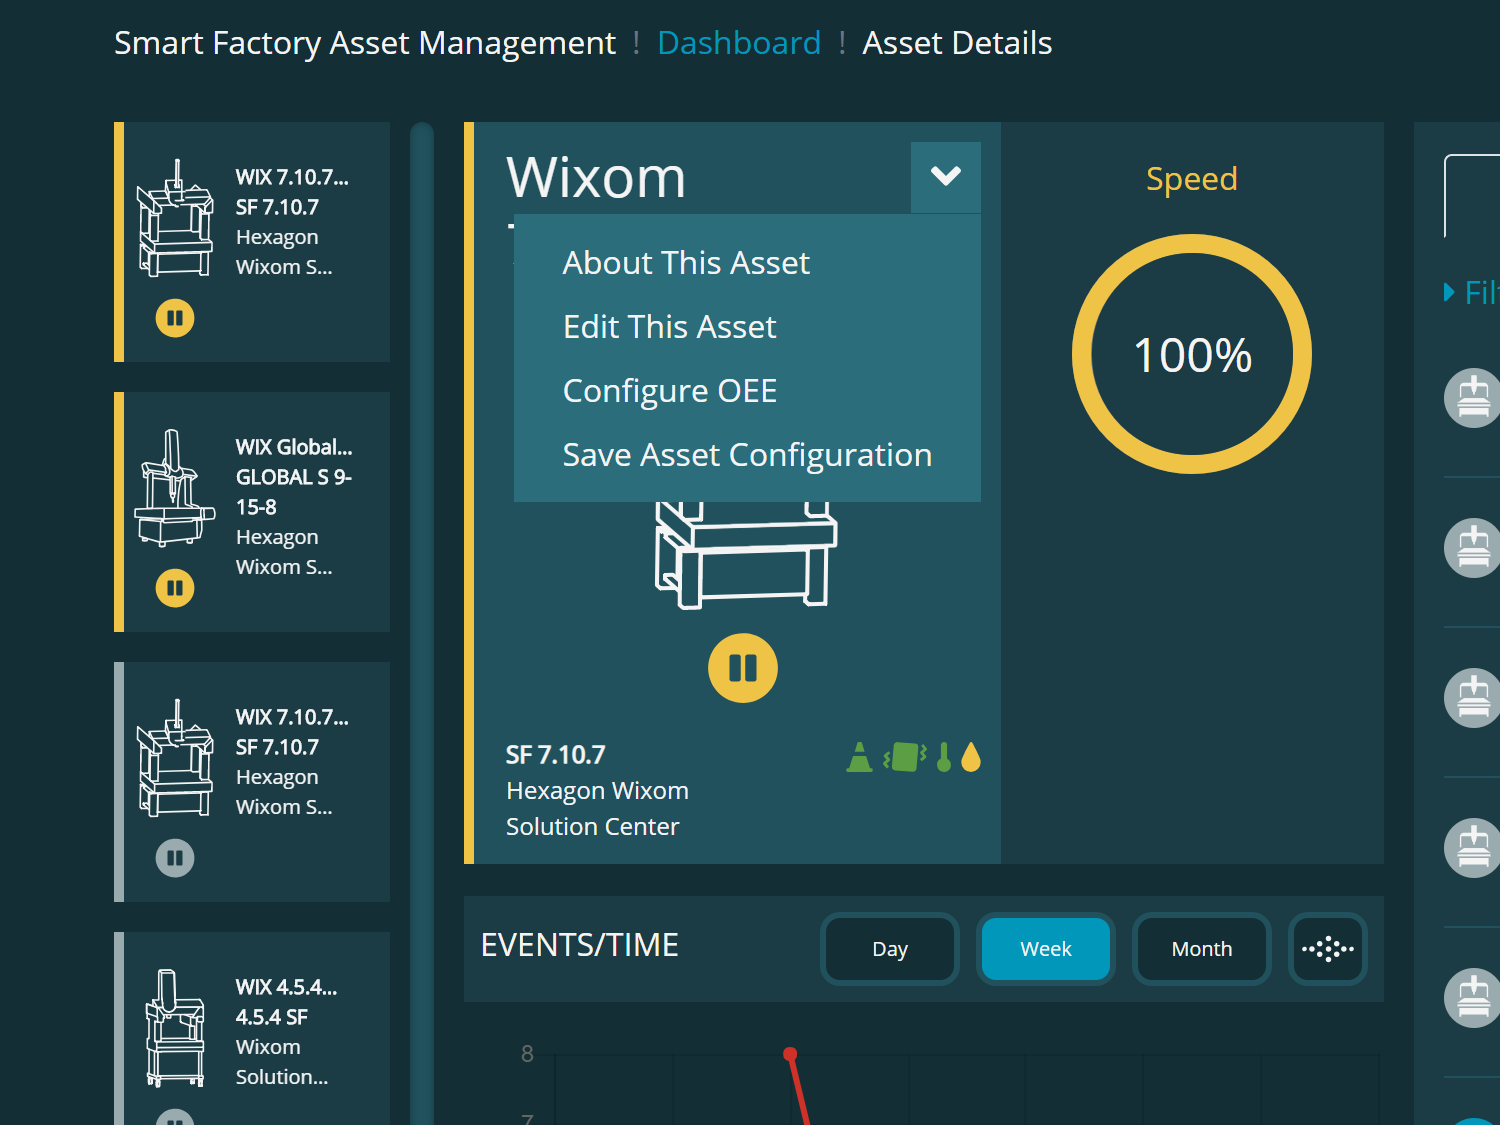 Smart Factory Asset Management ! Dashboard ! Asset Details
WIX 7.10.7...
SF 7.10.7
Hexagon
Wixom S...
WIX Global...
GLOBAL S 9-
15-8
Hexagon
Wixom S...
WIX 7.10.7...
SF 7.10.7
Hexagon
Wixom S...
WIX 4.5.4...
4.5.4 SF
Wixom
Solution...
Wixom
About This Asset
Edit This Asset
Configure OEE
Save Asset Configuration
SF 7.10.7
Hexagon Wixom
Solution Center
Speed
100%
EVENTS/TIME
Day
Week
Month
8
7